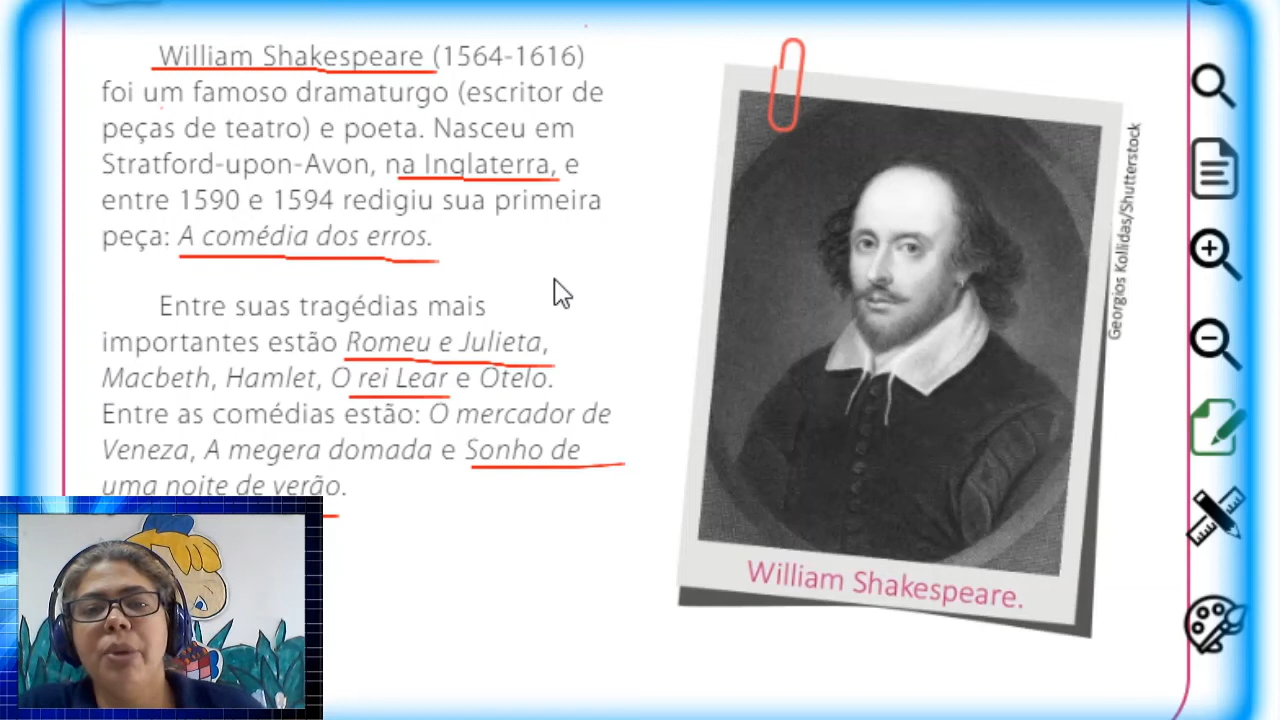 William Shakespeare (1564-1616)
foi um famoso dramaturgo (escritor de
peças de teatro) e poeta. Nasceu em
Stratford-upon-Avon, na Inglaterra, e
entre 1590 e 1594 redigiu sua primeira
peça: A comédia dos erros.
Entre suas tragédias mais
importantes estão Romeu e Julieta,
Macbeth, Hamlet, O rei Lear e Otelo.
Entre as comédias estão: O mercador de
Veneza, A megera domada e Sonho de
uma noite de verão.
Georgios Kollidas/Shutterstock
William Shakespeare.